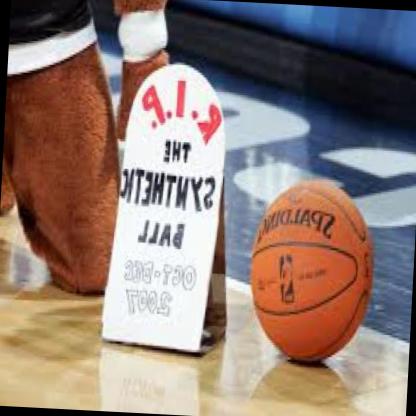 R.I.P.
THE
SYNTHETIC
BALL
OCT-DEC
2007
SPALDING